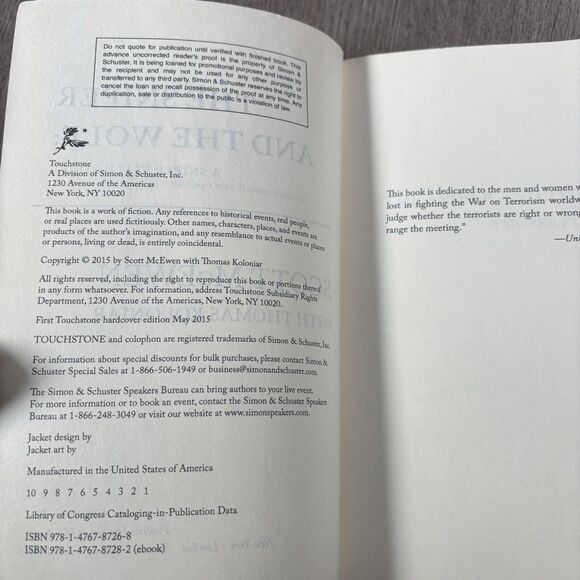 Do not quote for publication until verified with finished book. This
advance uncorrected reader's proof is the property of Simon &
Schuster. It is being loaned for promotional purposes and review by
the recipient and may not be used for any other purpose or
transferred to any third party. Simon & Schuster reserves the right to
cancel the loan and recall possession of the proof at any time. Any
duplication, sale or distribution to the public is a violation of law.
Touchstone
A Division of Simon & Schuster, Inc.
1230 Avenue of the Americas
New York, NY 10020
This book is a work of fiction. Any references to historical events, real people,
or real places are used fictitiously. Other names, characters, places, and events are
products of the author's imagination, and any resemblance to actual events or places
or persons, living or dead, is entirely coincidental.
Copyright © 2015 by Scott McEwen with Thomas Koloniar
All rights reserved, including the right to reproduce this book or portions thereof
in any form whatsoever. For information, address Touchstone Subsidiary Rights
Department, 1230 Avenue of the Americas, New York, NY 10020.
First Touchstone hardcover edition May 2015
TOUCHSTONE and colophon are registered trademarks of Simon & Schuster, Inc.
For information about special discounts for bulk purchases, please contact Simon &
Schuster Special Sales at 1-866-506-1949 or business@simonandschuster.com.
The Simon & Schuster Speakers Bureau can bring authors to your live event.
For more information or to book an event, contact the Simon & Schuster Speakers
Bureau at 1-866-248-3049 or visit our website at www.simonspeakers.com.
Jacket design by
Jacket art by
Manufactured in the United States of America
10 9 8 7 6 5 4 3 2 1
Library of Congress Cataloging-in-Publication Data
ISBN 978-1-4767-8726-8
ISBN 978-1-4767-8728-2 (ebook)
This book is dedicated to the men and women
lost in fighting the War on Terrorism
judge whether the terrorists are right or
range the meeting."